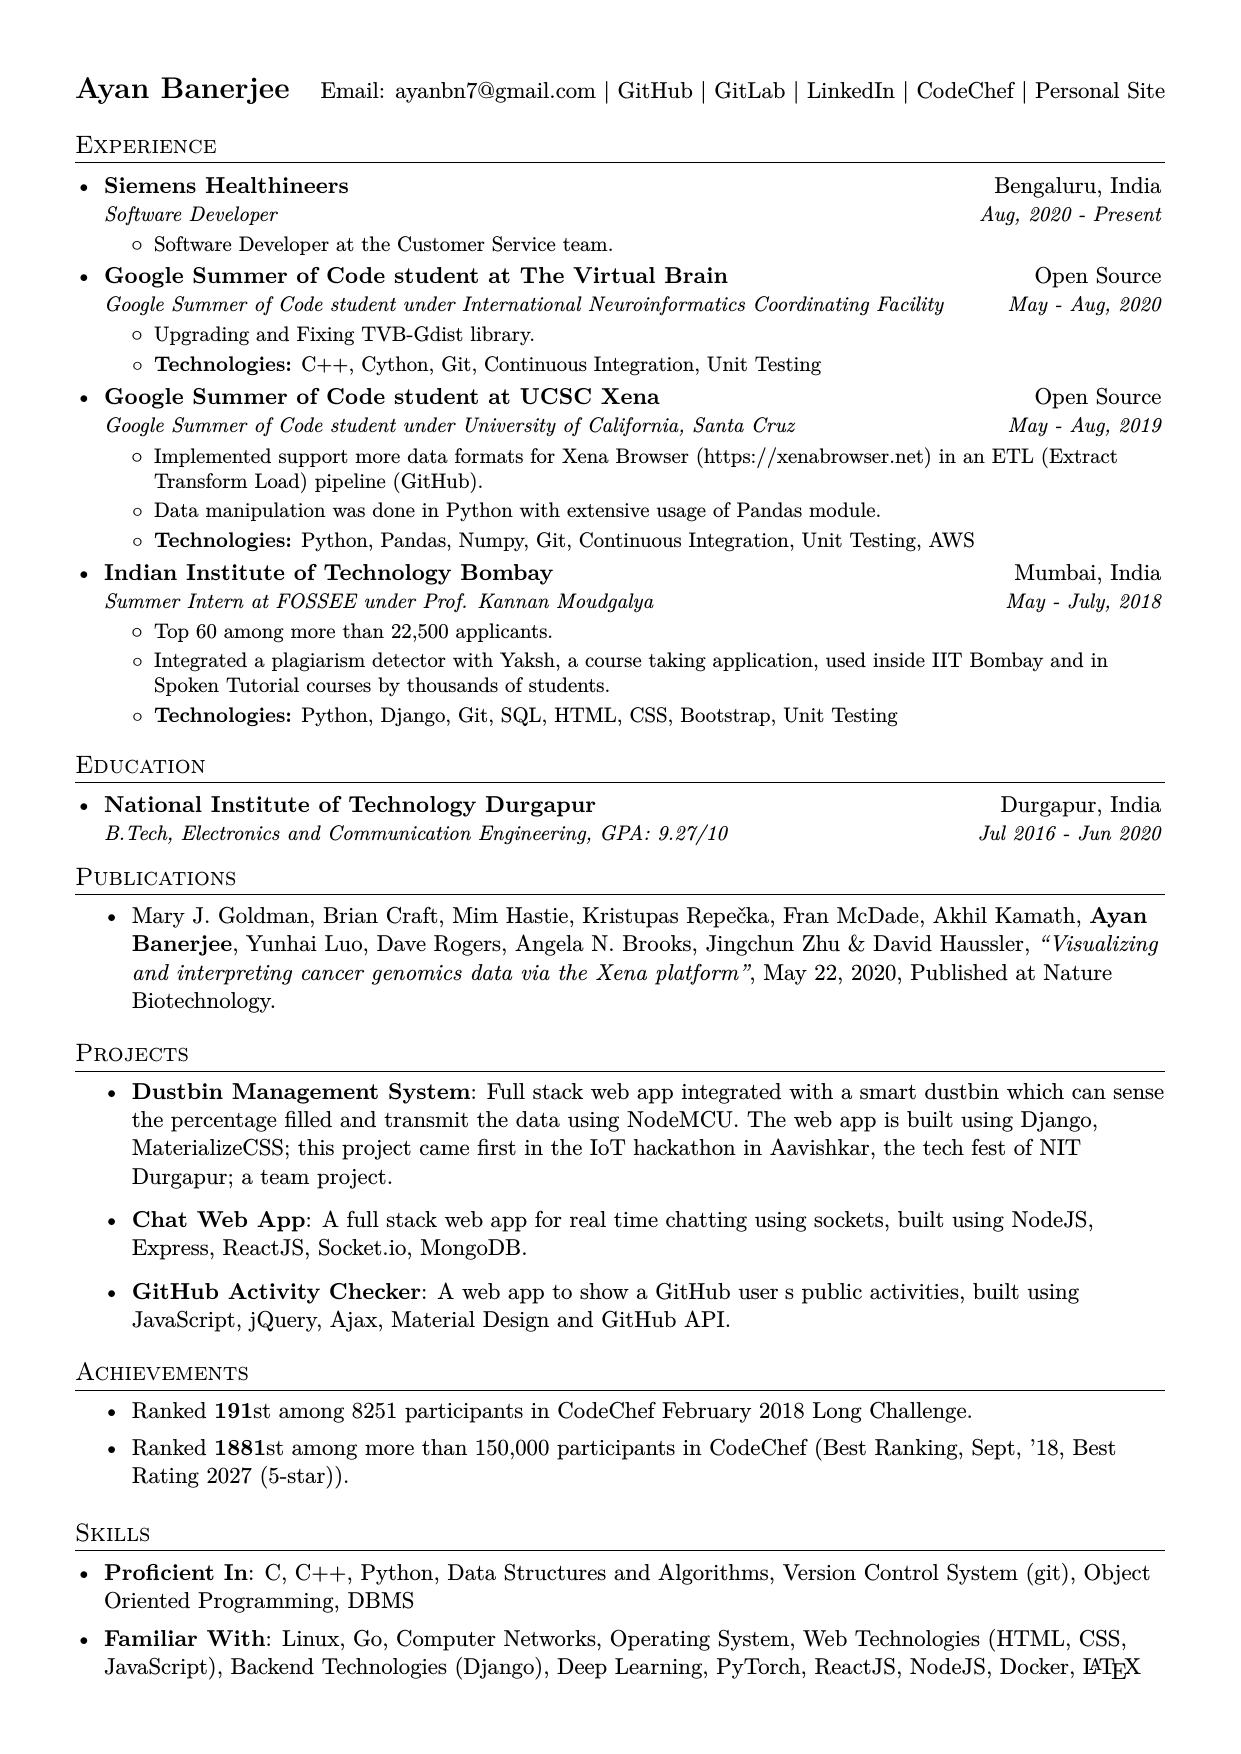 Ayan Banerjee Email: ayanbn7@gmail.com | GitHub | GitLab | LinkedIn | CodeChef | Personal Site
Experience
• Siemens Healthineers Bengaluru, India
Software Developer Aug, 2020 - Present
○ Software Developer at the Customer Service team.
• Google Summer of Code student at The Virtual Brain Open Source
Google Summer of Code student under International Neuroinformatics Coordinating Facility May - Aug, 2020
○ Upgrading and Fixing TVB-Gdist library.
○ Technologies: C++, Cython, Git, Continuous Integration, Unit Testing
• Google Summer of Code student at UCSC Xena Open Source
Google Summer of Code student under University of California, Santa Cruz May - Aug, 2019
○ Implemented support more data formats for Xena Browser (https://xenabrowser.net) in an ETL (Extract
Transform Load) pipeline (GitHub).
○ Data manipulation was done in Python with extensive usage of Pandas module.
○ Technologies: Python, Pandas, Numpy, Git, Continuous Integration, Unit Testing, AWS
• Indian Institute of Technology Bombay Mumbai, India
Summer Intern at FOSSEE under Prof. Kannan Moudgalya May - July, 2018
○ Top 60 among more than 22,500 applicants.
○ Integrated a plagiarism detector with Yaksh, a course taking application, used inside IIT Bombay and in
Spoken Tutorial courses by thousands of students.
○ Technologies: Python, Django, Git, SQL, HTML, CSS, Bootstrap, Unit Testing
Education
• National Institute of Technology Durgapur Durgapur, India
B.Tech, Electronics and Communication Engineering, GPA: 9.27/10 Jul 2016 - Jun 2020
Publications
• Mary J. Goldman, Brian Craft, Mim Hastie, Kristupas Repečka, Fran McDade, Akhil Kamath, Ayan
Banerjee, Yunhai Luo, Dave Rogers, Angela N. Brooks, Jingchun Zhu & David Haussler, “Visualizing
and interpreting cancer genomics data via the Xena platform”, May 22, 2020, Published at Nature
Biotechnology.
Projects
• Dustbin Management System: Full stack web app integrated with a smart dustbin which can sense
the percentage filled and transmit the data using NodeMCU. The web app is built using Django,
MaterializeCSS; this project came first in the IoT hackathon in Aavishkar, the tech fest of NIT
Durgapur; a team project.
• Chat Web App: A full stack web app for real time chatting using sockets, built using NodeJS,
Express, ReactJS, Socket.io, MongoDB.
• GitHub Activity Checker: A web app to show a GitHub user s public activities, built using
JavaScript, jQuery, Ajax, Material Design and GitHub API.
Achievements
• Ranked 191st among 8251 participants in CodeChef February 2018 Long Challenge.
• Ranked 1881st among more than 150,000 participants in CodeChef (Best Ranking, Sept, ’18, Best
Rating 2027 (5-star)).
Skills
• Proficient In: C, C++, Python, Data Structures and Algorithms, Version Control System (git), Object
Oriented Programming, DBMS
• Familiar With: Linux, Go, Computer Networks, Operating System, Web Technologies (HTML, CSS,
JavaScript), Backend Technologies (Django), Deep Learning, PyTorch, ReactJS, NodeJS, Docker, LATEX